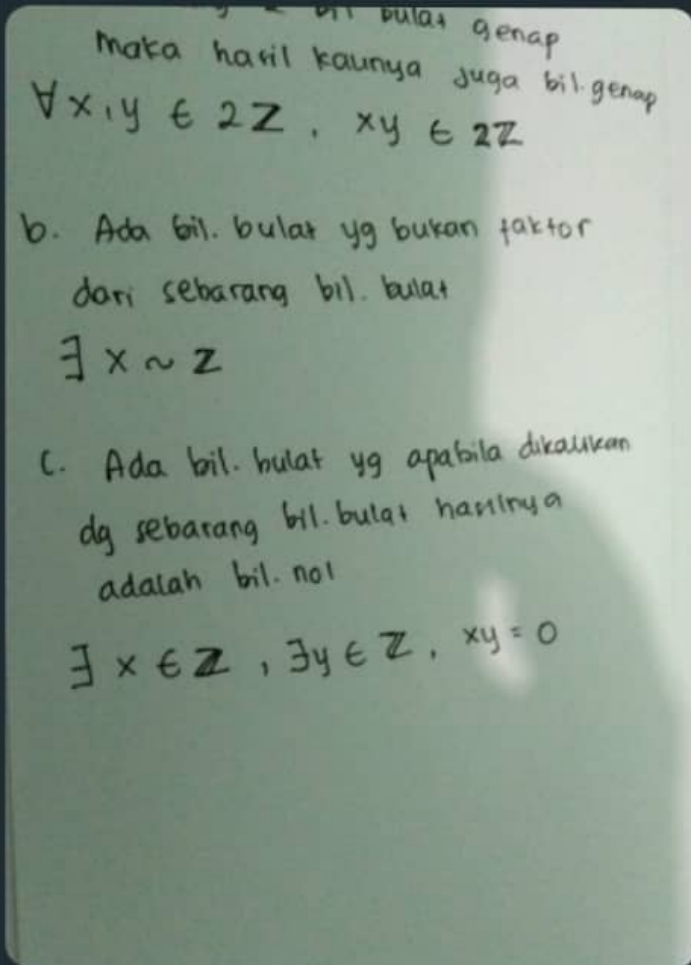 bulat genap
maka hasil kalinya juga bil. genap
∀x,y ∈ 2Z, xy ∈ 2Z
b. Ada bil. bulat yg bukan faktor
dari sebarang bil. bulat
∃ x ~ Z
c. Ada bil. bulat yg apabila dikalikan
dg sebarang bil. bulat hasilnya
adalah bil. nol
∃ x ∈ Z, ∃y ∈ Z, xy = 0